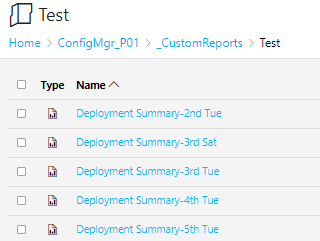 Test
Home > ConfigMgr_P01 > _CustomReports > Test
Type Name
Deployment Summary-2nd Tue
Deployment Summary-3rd Sat
Deployment Summary-3rd Tue
Deployment Summary-4th Tue
Deployment Summary-5th Tue